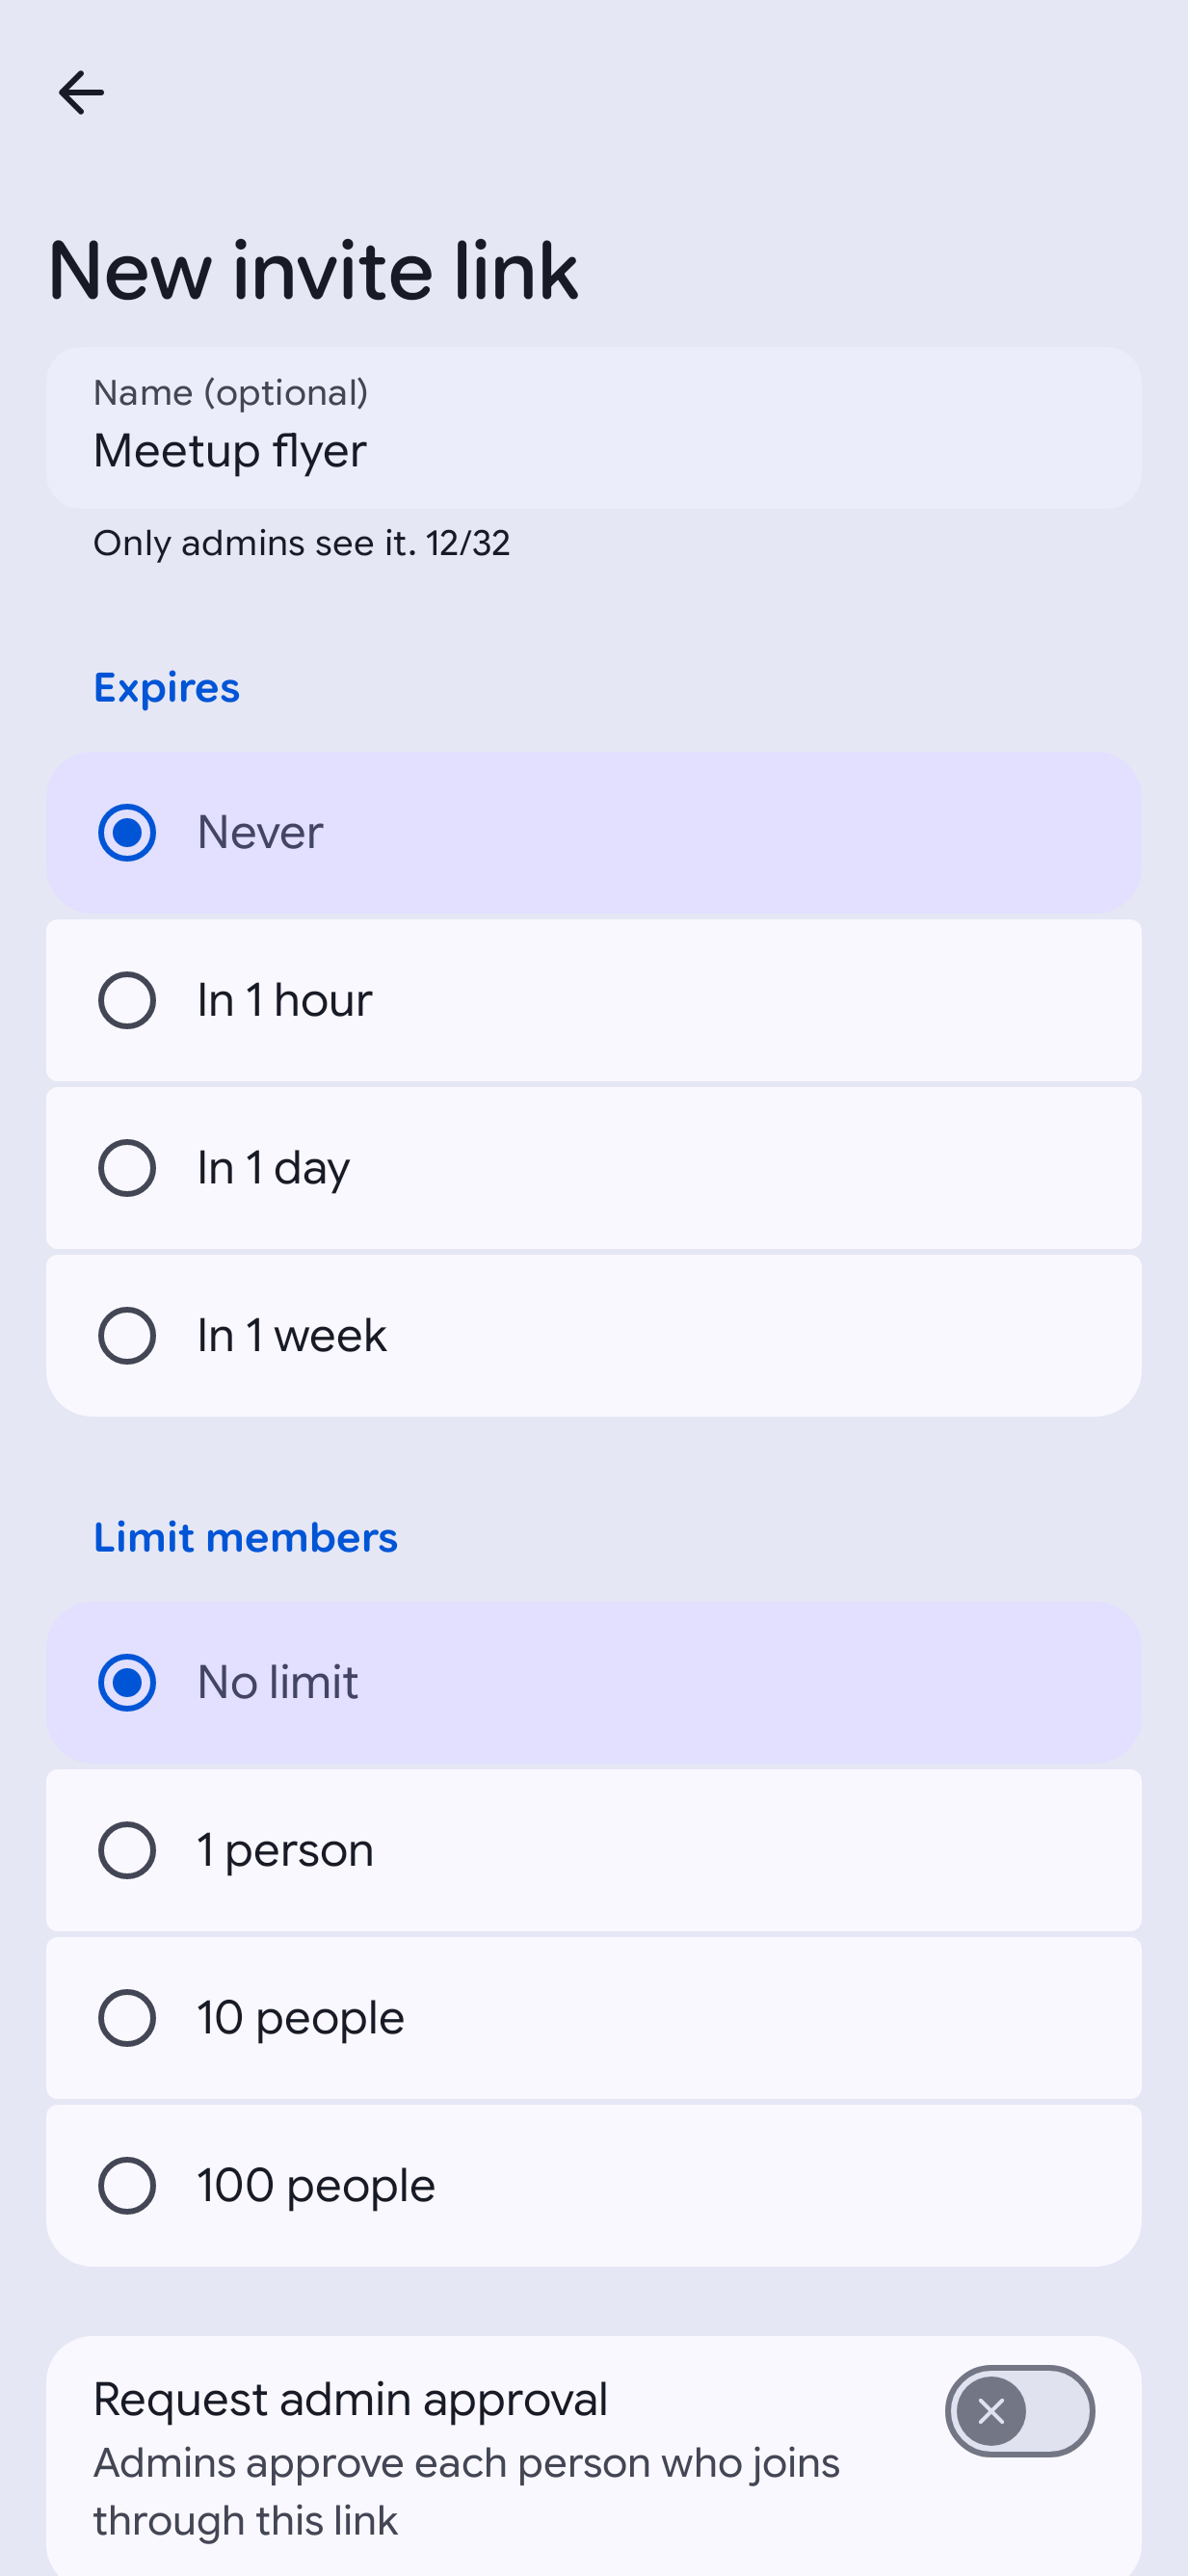 New invite link
Name (optional)
Meetup flyer
Only admins see it. 12/32
Expires
Never
In 1 hour
In 1 day
In 1 week
Limit members
No limit
1 person
10 people
100 people
Request admin approval
Admins approve each person who joins
through this link